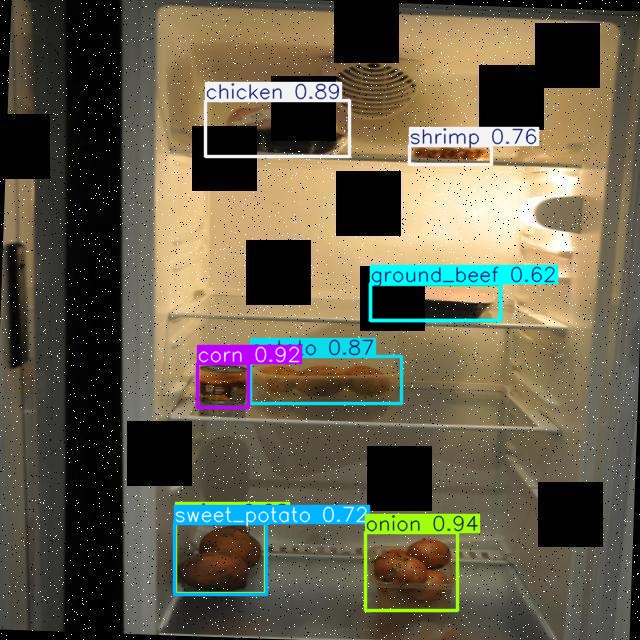 chicken 0.89
shrimp 0.76
ground_beef 0.62
corn 0.92
0.87
sweet_potato 0.72
onion 0.94